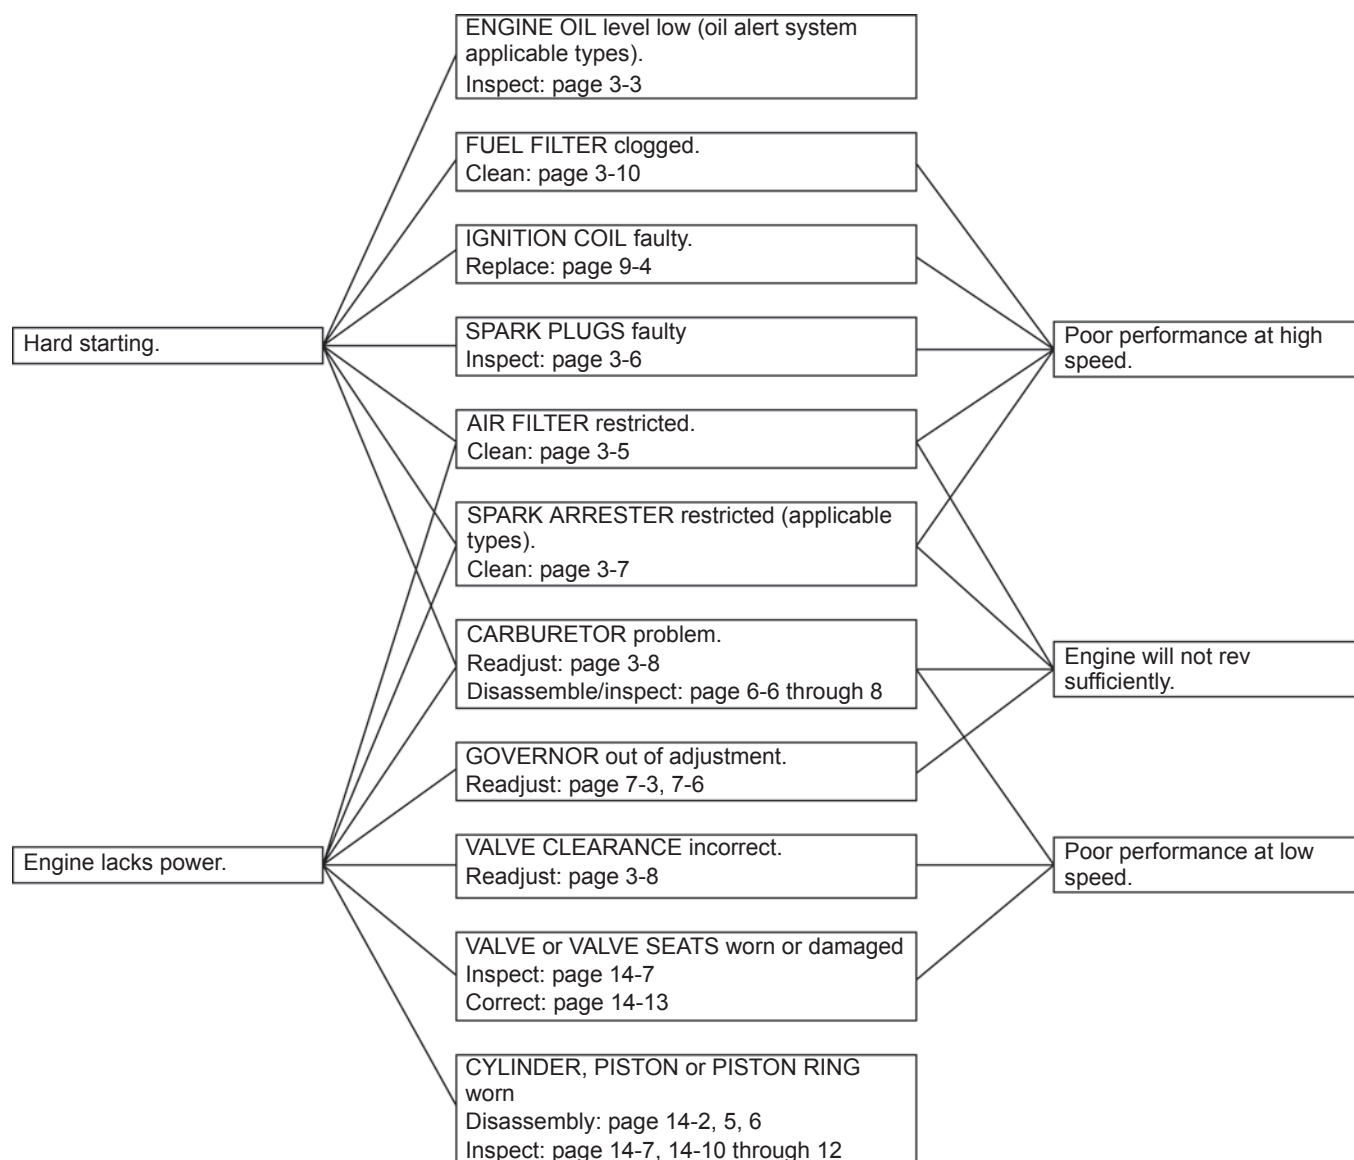 ENGINE OIL level low (oil alert system
applicable types).
Inspect: page 3-3
FUEL FILTER clogged.
Clean: page 3-10
IGNITION COIL faulty.
Replace: page 9-4
Hard starting.
SPARK PLUGS faulty
Inspect: page 3-6
Poor performance at high
speed.
AIR FILTER restricted.
Clean: page 3-5
SPARK ARRESTER restricted (applicable
types).
Clean: page 3-7
CARBURETOR problem.
Readjust: page 3-8
Disassemble/inspect: page 6-6 through 8
Engine will not rev
sufficiently.
GOVERNOR out of adjustment.
Readjust: page 7-3, 7-6
Engine lacks power.
VALVE CLEARANCE incorrect.
Readjust: page 3-8
Poor performance at low
speed.
VALVE or VALVE SEATS worn or damaged
Inspect: page 14-7
Correct: page 14-13
CYLINDER, PISTON or PISTON RING
worn
Disassembly: page 14-2, 5, 6
Inspect: page 14-7, 14-10 through 12